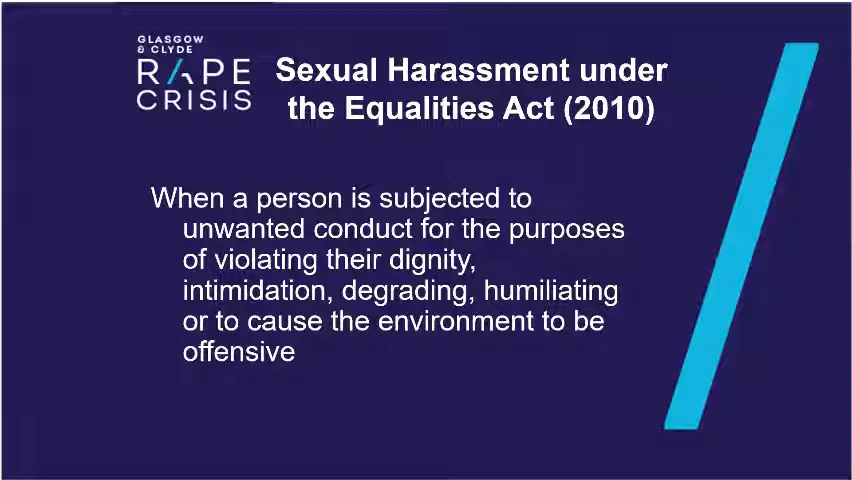 GLASGOW
& CLYDE
RAPE
CRISIS
Sexual Harassment under
the Equalities Act (2010)
When a person is subjected to
unwanted conduct for the purposes
of violating their dignity,
intimidation, degrading, humiliating
or to cause the environment to be
offensive